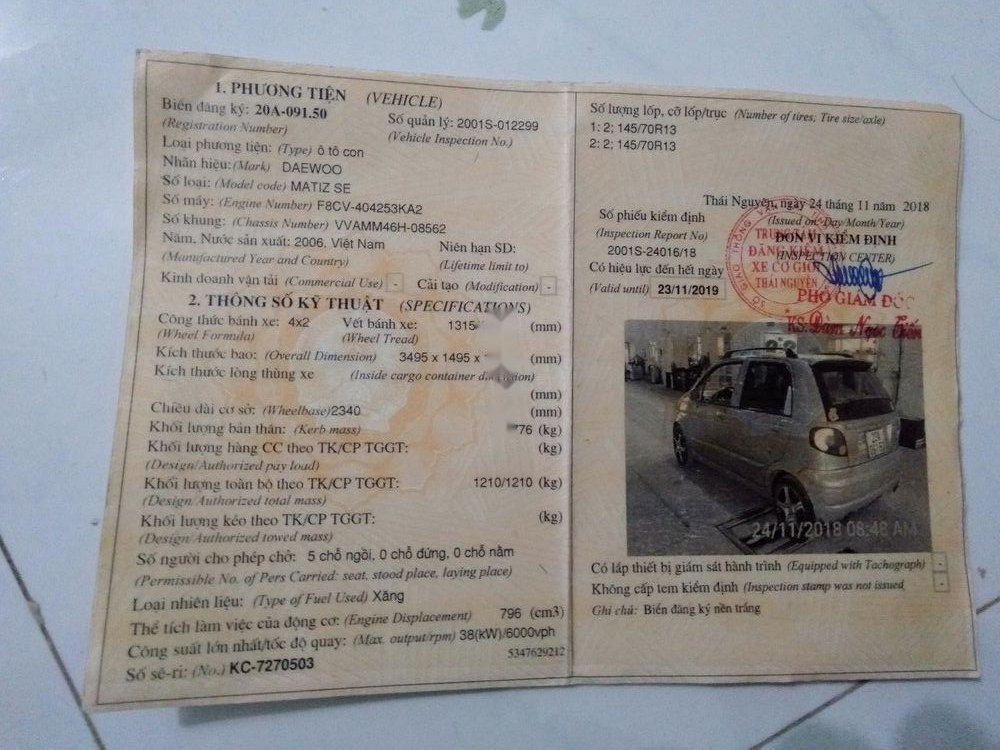 1. PHƯƠNG TIỆN (VEHICLE)
Biển đăng ký: 20A-091.50
(Registration Number)
Số quản lý: 2001S-012299
(Vehicle Inspection No.)
Loại phương tiện: (Type) ô tô con
Nhãn hiệu: (Mark) DAEWOO
Số loại: (Model code) MATIZ SE
Số máy: (Engine Number) F8CV-404253KA2
Số khung: (Chassis Number) VVAMM46H-08562
Năm, Nước sản xuất: 2006, Việt Nam
(Manufactured Year and Country)
Niên hạn SD:
(Lifetime limit to)
Kinh doanh vận tải (Commercial Use) - Cải tạo (Modification) -
2. THÔNG SỐ KỸ THUẬT (SPECIFICATIONS)
Công thức bánh xe: 4x2 Vết bánh xe: 1315 (mm)
(Wheel Formula) (Wheel Tread)
Kích thước bao: (Overall Dimension) 3495 x 1495 x (mm)
Kích thước lòng thùng xe (Inside cargo container dimension)
(mm)
Chiều dài cơ sở: (Wheelbase) 2340 (mm)
Khối lượng bản thân: (Kerb mass) 76 (kg)
Khối lượng hàng CC theo TK/CP TGGT: (kg)
(Design/Authorized pay load)
Khối lượng toàn bộ theo TK/CP TGGT: 1210/1210 (kg)
(Design/Authorized total mass)
Khối lượng kéo theo TK/CP TGGT: (kg)
(Design/Authorized towed mass)
Số người cho phép chở: 5 chỗ ngồi, 0 chỗ đứng, 0 chỗ nằm
(Permissible No. of Pers Carried: seat, stood place, laying place)
Loại nhiên liệu: (Type of Fuel Used) Xăng
Thể tích làm việc của động cơ: (Engine Displacement) 796 (cm3)
Công suất lớn nhất/tốc độ quay: (Max. output/rpm) 38(kW)/6000vph
5347629212
Số sê-ri: (No.) KC-7270503
Số lượng lốp, cỡ lốp/trục (Number of tires; Tire size/axle)
1: 2; 145/70R13
2: 2; 145/70R13
Thái Nguyên, ngày 24 tháng 11 năm 2018
(Issued on: Day/Month/Year)
Số phiếu kiểm định
(Inspection Report No)
2001S-24016/18
Có hiệu lực đến hết ngày
(Valid until) 23/11/2019
ĐƠN VỊ KIỂM ĐỊNH
(INSPECTION CENTER)
TRUNG TÂM
ĐĂNG KIỂM
XE CƠ GIỚI
THÁI NGUYÊN
PHÓ GIÁM ĐỐC
KS. Đàm Ngọc
24/11/2018 08:48 AM
Có lắp thiết bị giám sát hành trình (Equipped with Tachograph) -
Không cấp tem kiểm định (Inspection stamp was not issued) -
Ghi chú: Biển đăng ký nền trắng